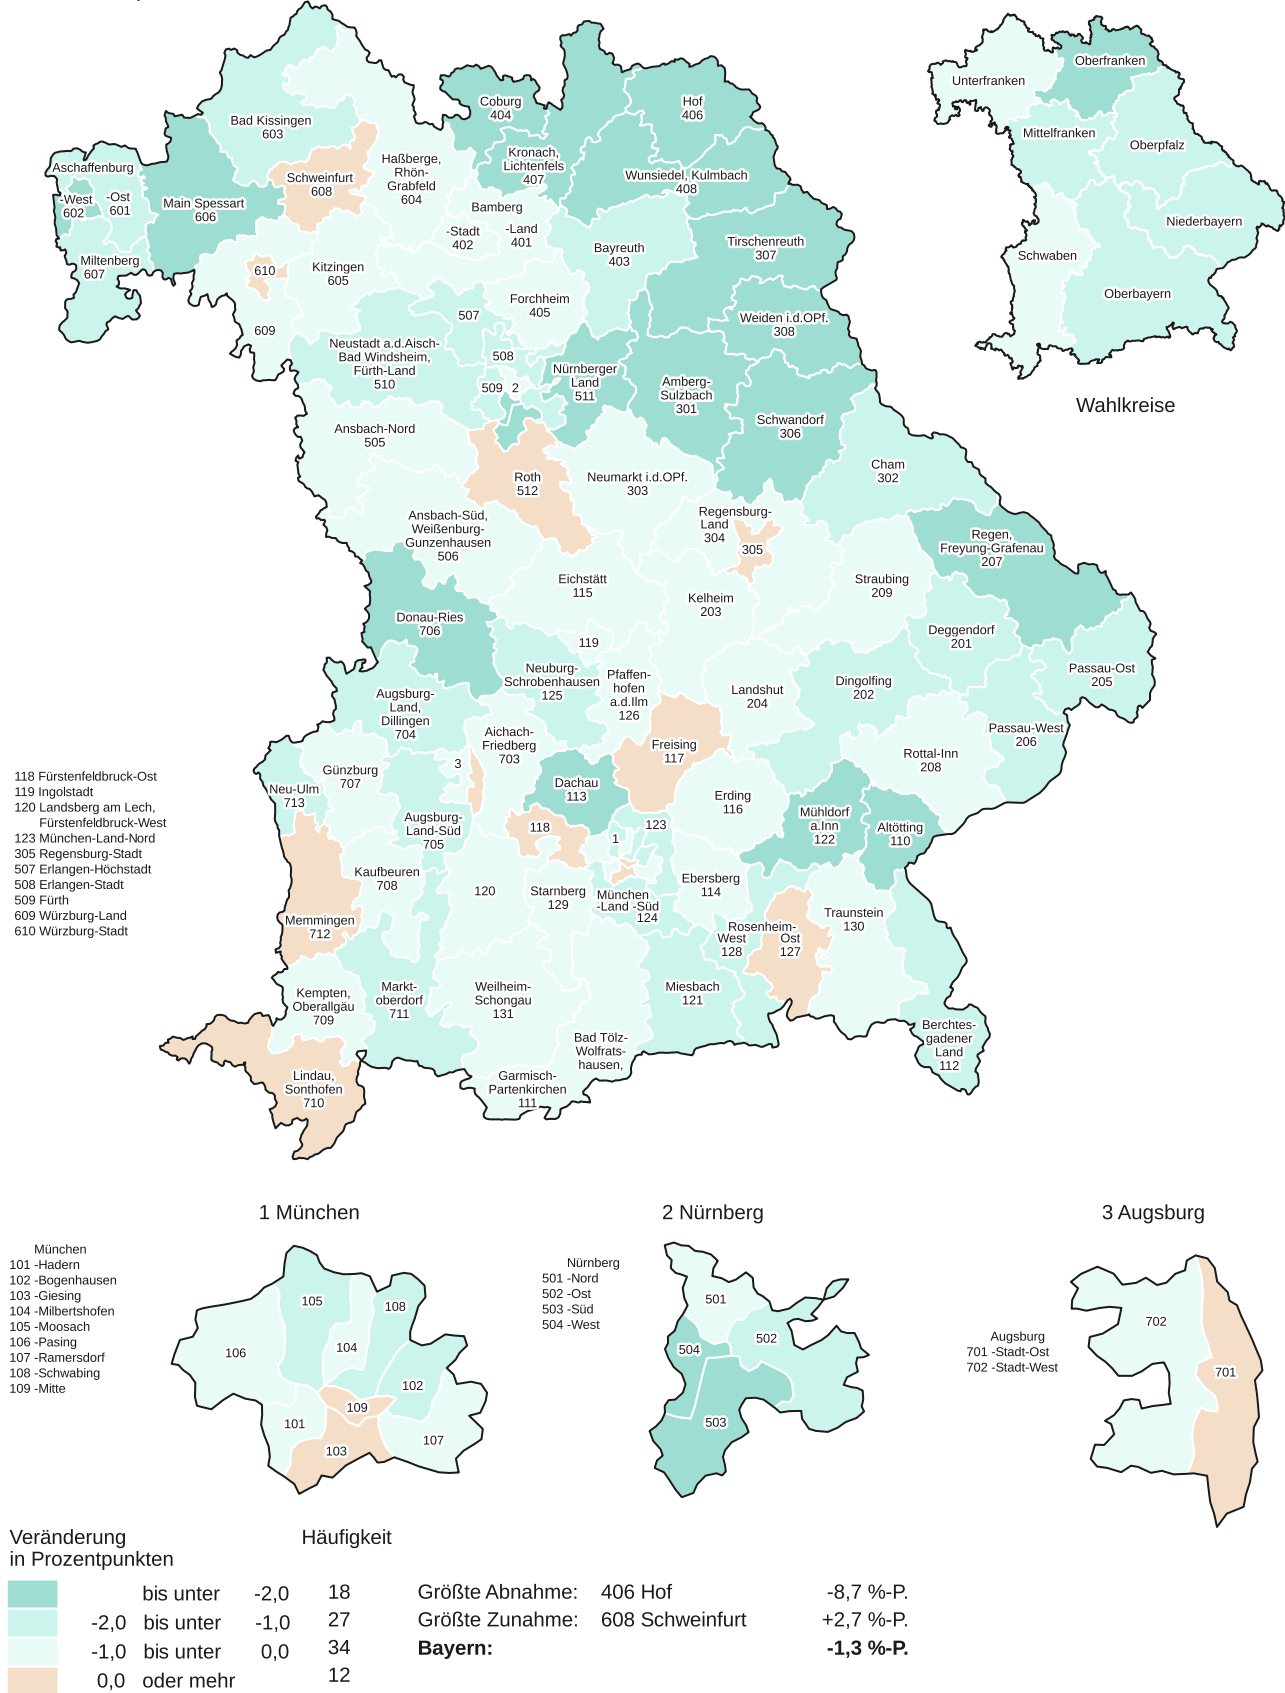 Unterfranken
Oberfranken
Mittelfranken
Oberpfalz
Niederbayern
Schwaben
Oberbayern
Wahlkreise
Coburg
404
Hof
406
Bad Kissingen
603
Kronach,
Lichtenfels
407
Haßberge,
Rhön-
Grabfeld
604
Aschaffenburg
-West
602
-Ost
601
Schweinfurt
608
Wunsiedel, Kulmbach
408
Main Spessart
606
Bamberg
-Stadt
402
-Land
401
Bayreuth
403
Tirschenreuth
307
Miltenberg
607
610
Kitzingen
605
Forchheim
405
507
Weiden i.d.OPf.
308
609
Neustadt a.d.Aisch-
Bad Windsheim,
Fürth-Land
510
508
509
2
Nürnberger
Land
511
Amberg-
Sulzbach
301
Schwandorf
306
Ansbach-Nord
505
Roth
512
Neumarkt i.d.OPf.
303
Cham
302
Ansbach-Süd,
Weißenburg-
Gunzenhausen
506
Regensburg-
Land
304
305
Regen,
Freyung-Grafenau
207
Eichstätt
115
Kelheim
203
Straubing
209
Donau-Ries
706
119
Deggendorf
201
Neuburg-
Schrobenhausen
125
Pfaffen-
hofen
a.d.Ilm
126
Landshut
204
Dingolfing
202
Passau-Ost
205
Augsburg-
Land,
Dillingen
704
Aichach-
Friedberg
703
Freising
117
Passau-West
206
Rottal-Inn
208
3
Günzburg
707
Neu-Ulm
713
Dachau
113
Erding
116
Mühldorf
a.Inn
122
Altötting
110
Augsburg-
Land-Süd
705
118
1
123
Kaufbeuren
708
120
Starnberg
129
München
-Land -Süd
124
Ebersberg
114
Memmingen
712
Rosenheim-
West
128
Ost
127
Traunstein
130
Kempten,
Oberallgäu
709
Markt-
oberdorf
711
Weilheim-
Schongau
131
Miesbach
121
Bad Tölz-
Wolfrats-
hausen,
Garmisch-
Partenkirchen
111
Berchtes-
gadener
Land
112
Lindau,
Sonthofen
710
118 Fürstenfeldbruck-Ost
119 Ingolstadt
120 Landsberg am Lech,
Fürstenfeldbruck-West
123 München-Land-Nord
305 Regensburg-Stadt
507 Erlangen-Höchstadt
508 Erlangen-Stadt
509 Fürth
609 Würzburg-Land
610 Würzburg-Stadt
1 München
München
101 -Hadern
102 -Bogenhausen
103 -Giesing
104 -Milbertshofen
105 -Moosach
106 -Pasing
107 -Ramersdorf
108 -Schwabing
109 -Mitte
105
108
104
106
102
109
101
103
107
2 Nürnberg
Nürnberg
501 -Nord
502 -Ost
503 -Süd
504 -West
501
502
504
503
3 Augsburg
Augsburg
701 -Stadt-Ost
702 -Stadt-West
702
701
Veränderung
in Prozentpunkten
Häufigkeit
bis unter -2,0 18
-2,0 bis unter -1,0 27
-1,0 bis unter 0,0 34
0,0 oder mehr 12
Größte Abnahme: 406 Hof -8,7 %-P.
Größte Zunahme: 608 Schweinfurt +2,7 %-P.
Bayern: -1,3 %-P.